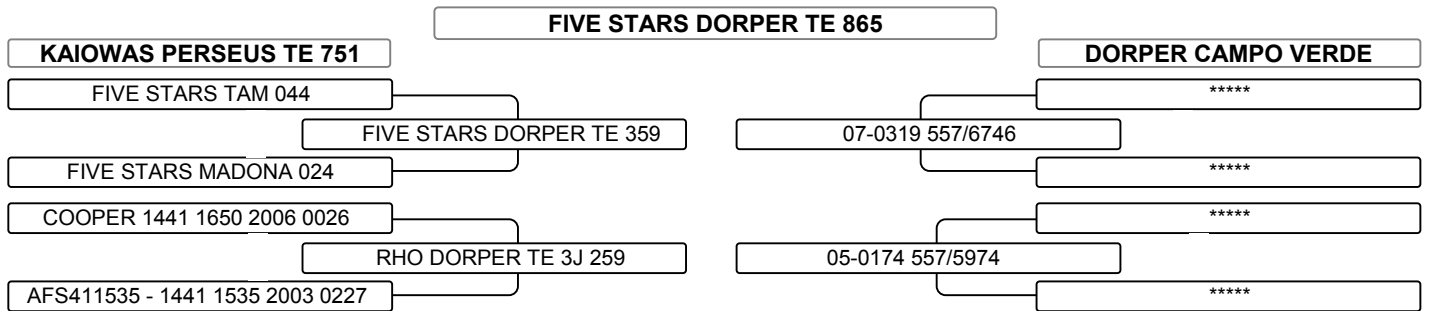 FIVE STARS DORPER TE 865
KAIOWAS PERSEUS TE 751
DORPER CAMPO VERDE
FIVE STARS TAM 044
*****
FIVE STARS DORPER TE 359
07-0319 557/6746
FIVE STARS MADONA 024
*****
COOPER 1441 1650 2006 0026
*****
RHO DORPER TE 3J 259
05-0174 557/5974
AFS411535 - 1441 1535 2003 0227
*****